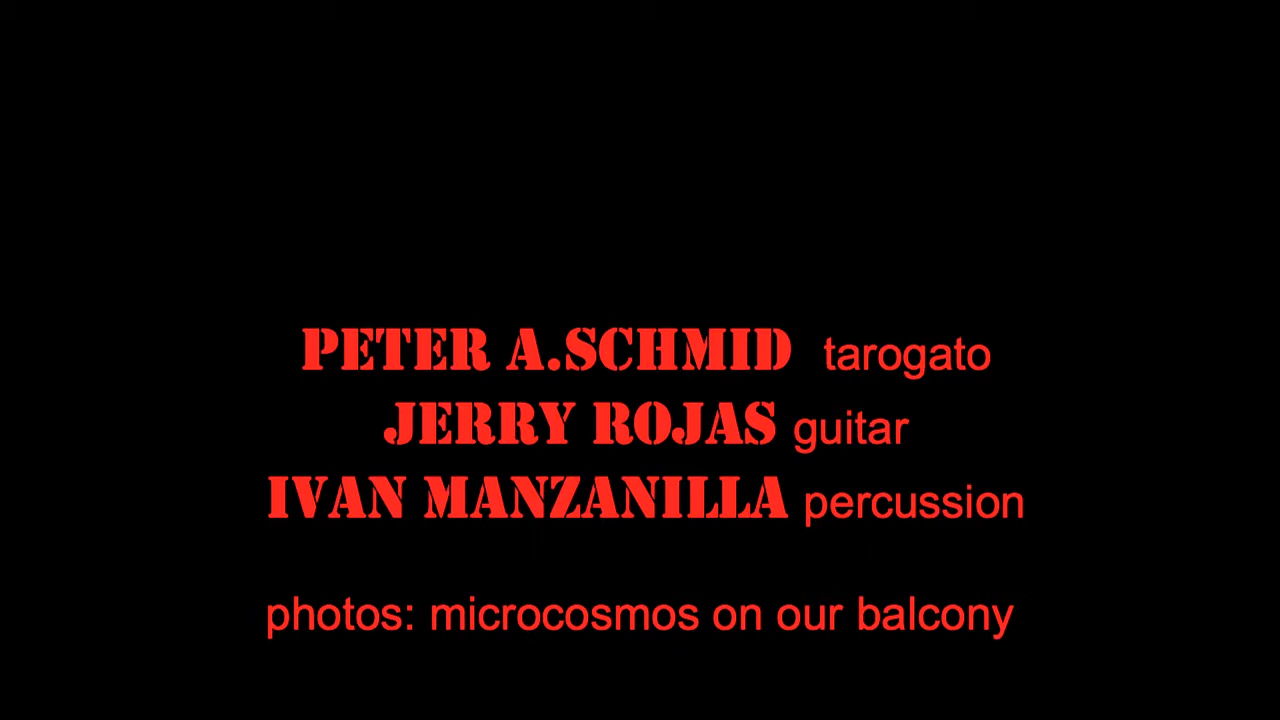 PETER A.SCHMID tarogato
JERRY ROJAS guitar
IVAN MANZANILLA percussion
photos: microcosmos on our balcony